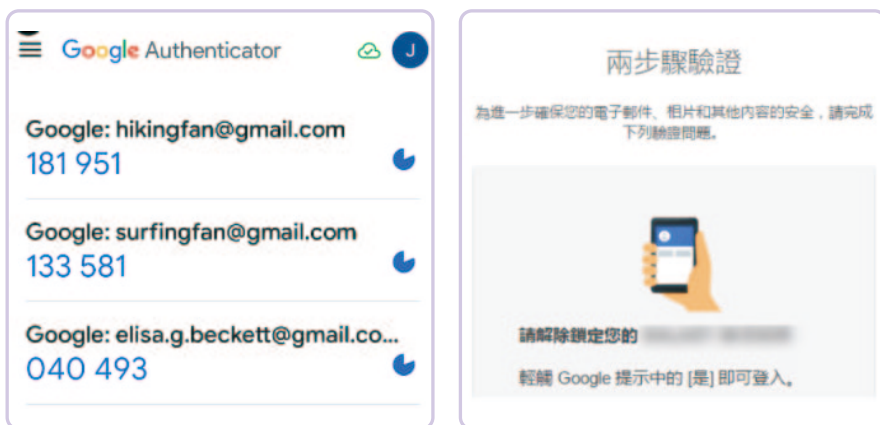 Google Authenticator
J
Google: hikingfan@gmail.com
181 951
Google: surfingfan@gmail.com
133 581
Google: elisa.g.beckett@gmail.co...
040 493
兩步驟驗證
為進一步確保您的電子郵件、相片和其他內容的安全，請完成
下列驗證問題。
請解除鎖定您的
輕觸 Google 提示中的 [是] 即可登入。